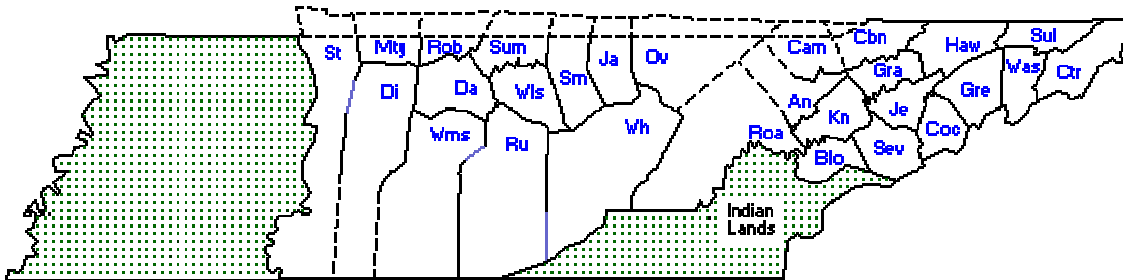 St
Mtg
Rob
Sum
Sm
Ja
Ov
Cam
Cbn
Haw
Sul
Di
Da
Wls
An
Gra
Gre
Was
Ctr
Wms
Ru
Wh
Roa
Kn
Je
Coc
Blo
Sev
Indian
Lands